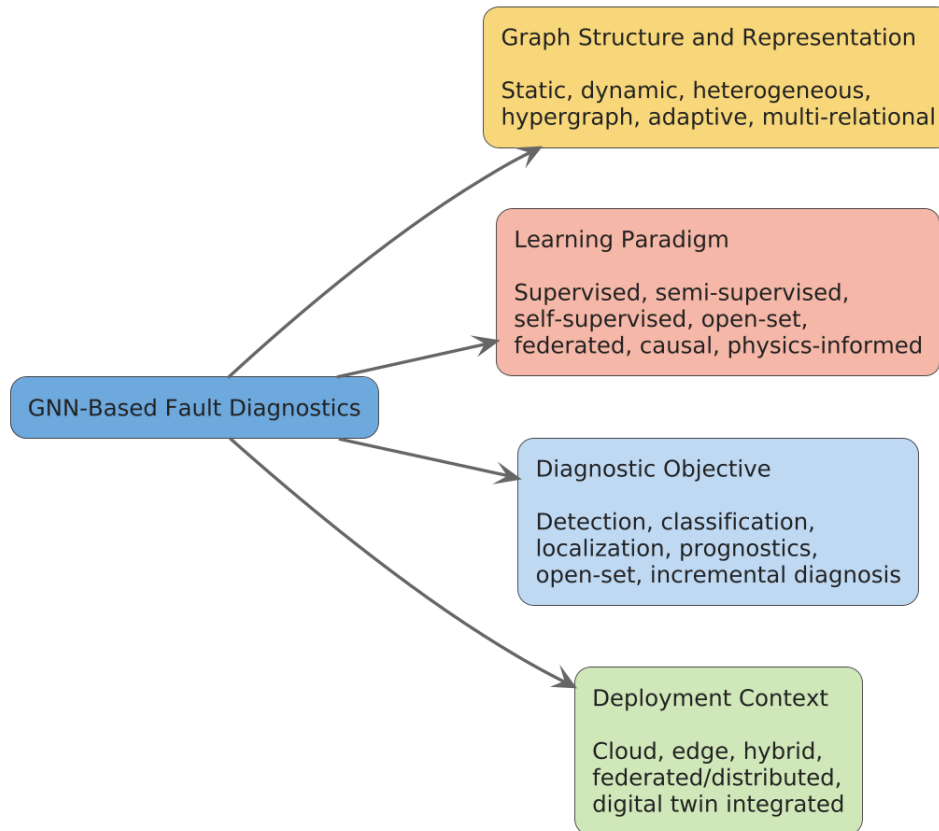 Graph Structure and Representation
Static, dynamic, heterogeneous,
hypergraph, adaptive, multi-relational
Learning Paradigm
Supervised, semi-supervised,
self-supervised, open-set,
federated, causal, physics-informed
GNN-Based Fault Diagnostics
Diagnostic Objective
Detection, classification,
localization, prognostics,
open-set, incremental diagnosis
Deployment Context
Cloud, edge, hybrid,
federated/distributed,
digital twin integrated